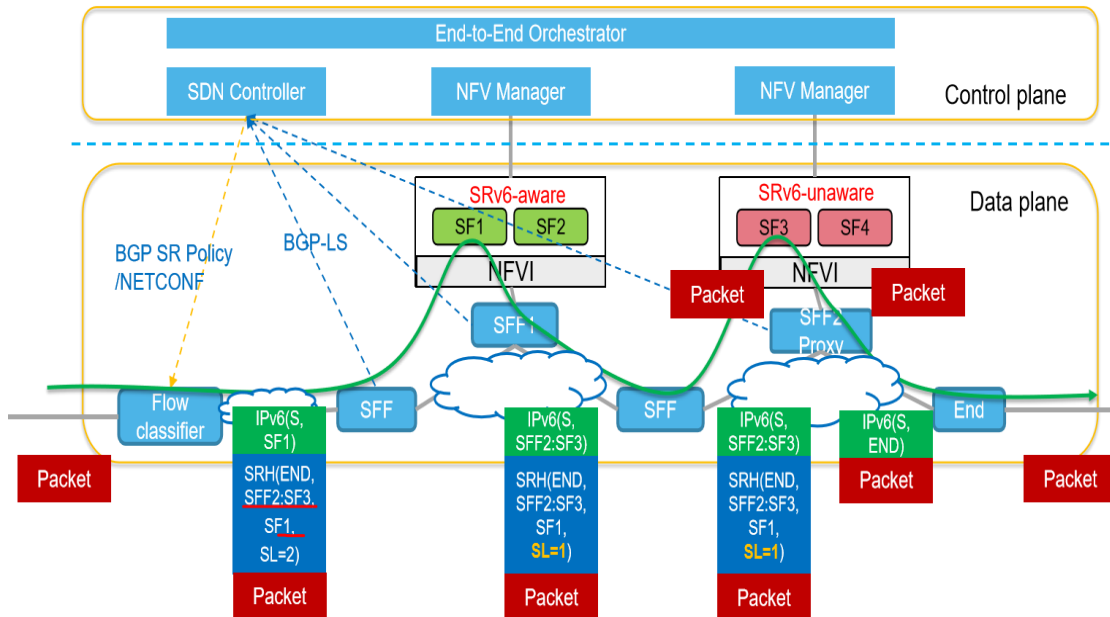 End-to-End Orchestrator
SDN Controller
NFV Manager
NFV Manager
Control plane
SRv6-aware
SF1
SF2
NFVI
SRv6-unaware
SF3
SF4
NFVI
Data plane
BGP SR Policy
/NETCONF
BGP-LS
Packet
Packet
SFF1
SFF2
Proxy
Flow
classifier
SFF
SFF
End
IPv6(S,
SF1)
SRH(END,
SFF2:SF3,
SF1,
SL=2)
Packet
IPv6(S,
SFF2:SF3)
SRH(END,
SFF2:SF3,
SF1,
SL=1)
Packet
IPv6(S,
SFF2:SF3)
SRH(END,
SFF2:SF3,
SF1,
SL=1)
Packet
IPv6(S,
END)
Packet
Packet
Packet